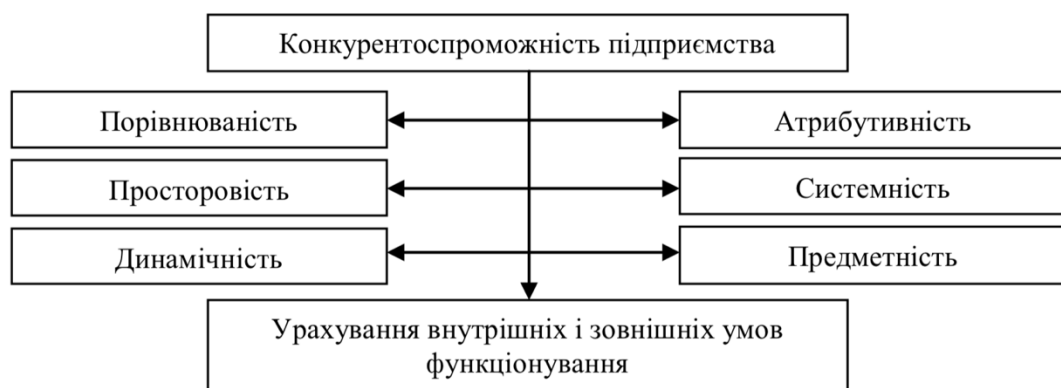 Конкурентоспроможність підприємства
Порівнюваність
Атрибутивність
Просторовість
Системність
Динамічність
Предметність
Урахування внутрішніх і зовнішніх умов
функціонування